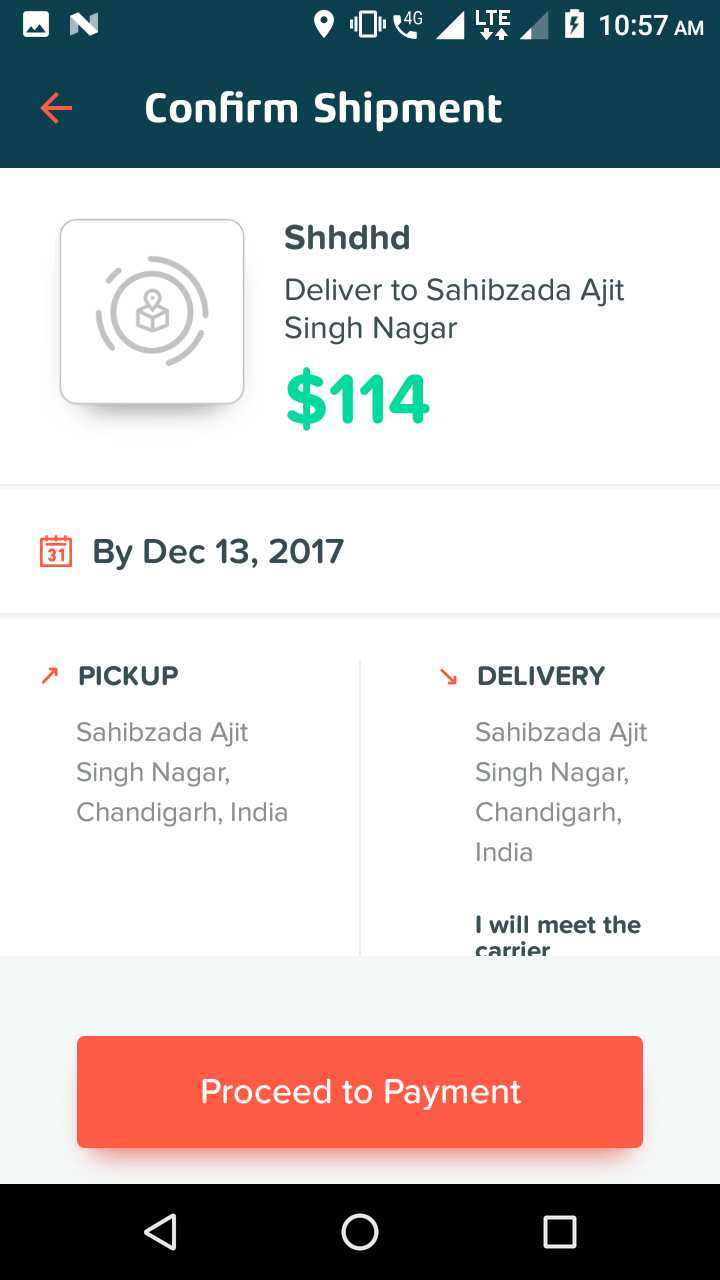 4G LTE 10:57 AM
Confirm Shipment
Shhdhd
Deliver to Sahibzada Ajit
Singh Nagar
$114
31 By Dec 13, 2017
PICKUP
Sahibzada Ajit
Singh Nagar,
Chandigarh, India
DELIVERY
Sahibzada Ajit
Singh Nagar,
Chandigarh,
India
I will meet the
carrier
Proceed to Payment